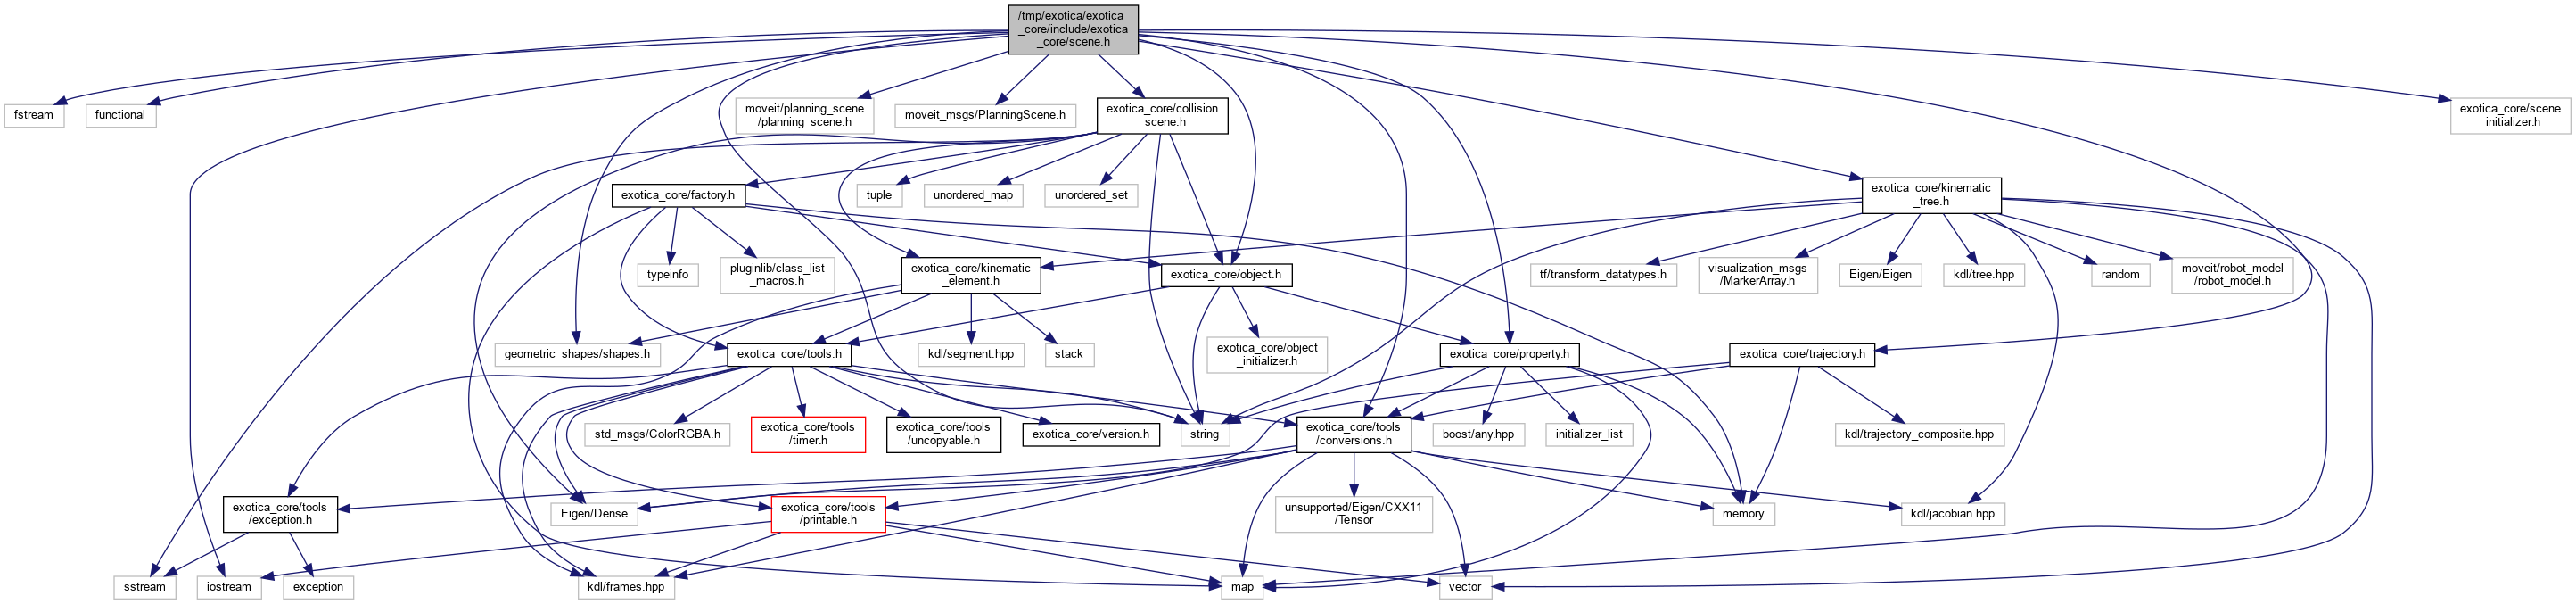 /tmp/exotica/exotica
_core/include/exotica
_core/scene.h
fstream
functional
moveit/planning_scene
/planning_scene.h
moveit_msgs/PlanningScene.h
exotica_core/collision
_scene.h
exotica_core/scene
_initializer.h
exotica_core/factory.h
tuple
unordered_map
unordered_set
exotica_core/kinematic
_tree.h
typeinfo
pluginlib/class_list
_macros.h
exotica_core/kinematic
_element.h
exotica_core/object.h
tf/transform_datatypes.h
visualization_msgs
/MarkerArray.h
Eigen/Eigen
kdl/tree.hpp
random
moveit/robot_model
/robot_model.h
geometric_shapes/shapes.h
exotica_core/tools.h
kdl/segment.hpp
stack
exotica_core/object
_initializer.h
exotica_core/property.h
exotica_core/trajectory.h
std_msgs/ColorRGBA.h
exotica_core/tools
/timer.h
exotica_core/tools
/uncopyable.h
exotica_core/version.h
string
exotica_core/tools
/conversions.h
boost/any.hpp
initializer_list
kdl/trajectory_composite.hpp
exotica_core/tools
/exception.h
Eigen/Dense
exotica_core/tools
/printable.h
unsupported/Eigen/CXX11
/Tensor
memory
kdl/jacobian.hpp
sstream
iostream
exception
kdl/frames.hpp
map
vector